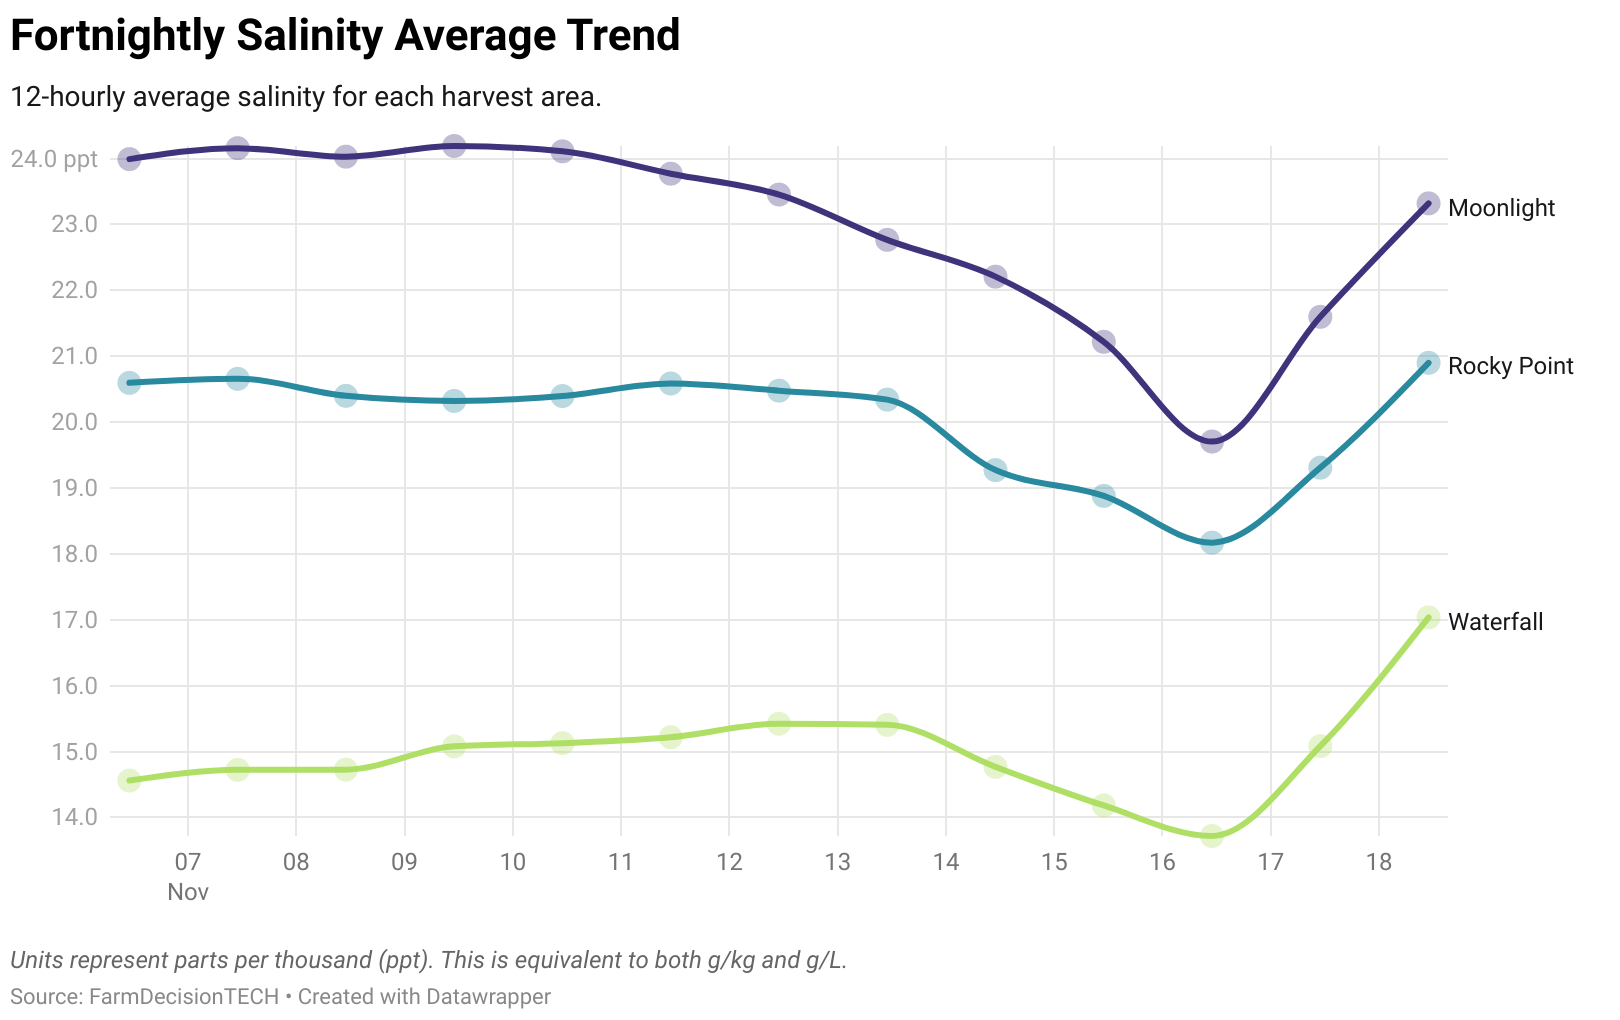 Fortnightly Salinity Average Trend
12-hourly average salinity for each harvest area.
24.0 ppt
23.0
Moonlight
22.0
21.0
Rocky Point
20.0
19.0
18.0
17.0
Waterfall
16.0
15.0
14.0
07 08 09 10 11 12 13 14 15 16 17 18
Nov
Units represent parts per thousand (ppt). This is equivalent to both g/kg and g/L.
Source: FarmDecisionTECH • Created with Datawrapper